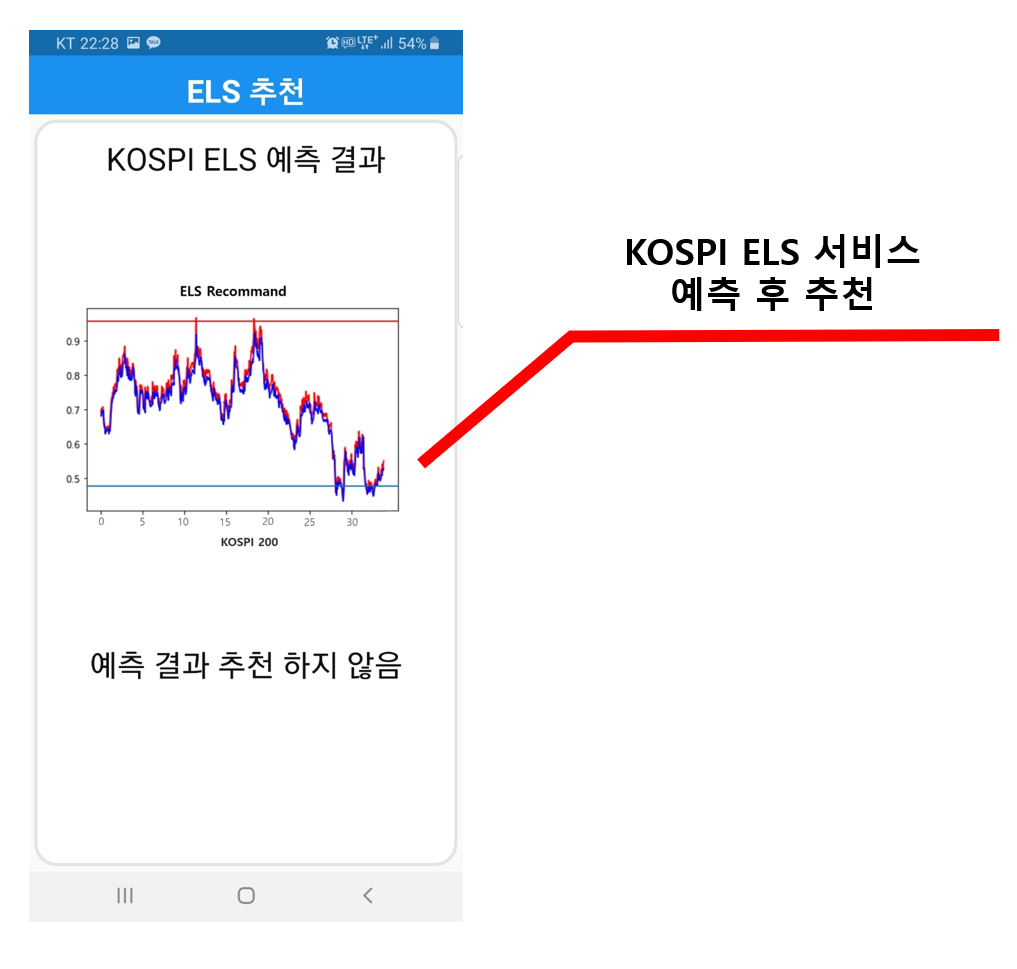 KT 22:28 TALK HD LTE+ 54%
ELS 추천
KOSPI ELS 예측 결과
ELS Recommand
0.9
0.8
0.7
0.6
0.5
0 5 10 15 20 25 30
KOSPI 200
예측 결과 추천 하지 않음
KOSPI ELS 서비스
예측 후 추천